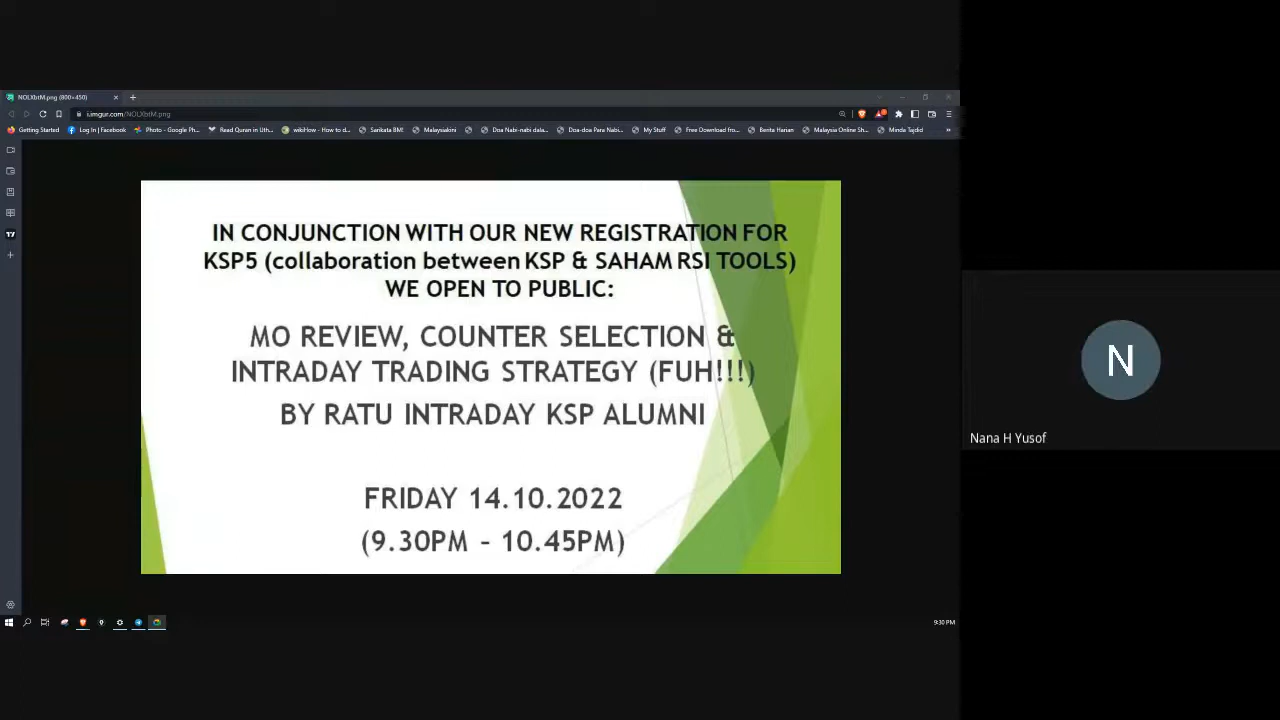 NOLXbtM.png (800×450)
i.imgur.com/NOLXbtM.png
Getting Started
Log In | Facebook
Photo - Google Ph...
Read Quran in Uth...
wikiHow - How to d...
Sarikata BM!
Malaysiakini
Doa Nabi-nabi dala...
Doa-doa Para Nabi...
My Stuff
Free Download fro...
Berita Harian
Malaysia Online Sh...
Minda Tajdid
IN CONJUNCTION WITH OUR NEW REGISTRATION FOR
KSP5 (collaboration between KSP & SAHAM RSI TOOLS)
WE OPEN TO PUBLIC:
MO REVIEW, COUNTER SELECTION &
INTRADAY TRADING STRATEGY (FUH!!!)
BY RATU INTRADAY KSP ALUMNI
FRIDAY 14.10.2022
(9.30PM – 10.45PM)
N
Nana H Yusof
9:30 PM